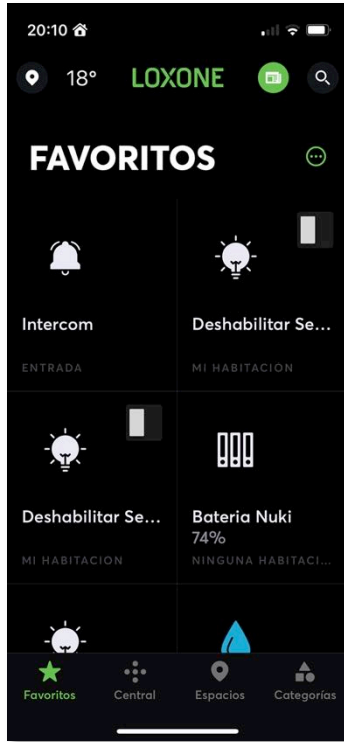 20:10
18° LOXONE
FAVORITOS
Intercom
ENTRADA
Deshabilitar Se...
MI HABITACIÓN
Deshabilitar Se...
MI HABITACION
Bateria Nuki
74%
NINGUNA HABITACI...
Favoritos
Central
Espacios
Categorías